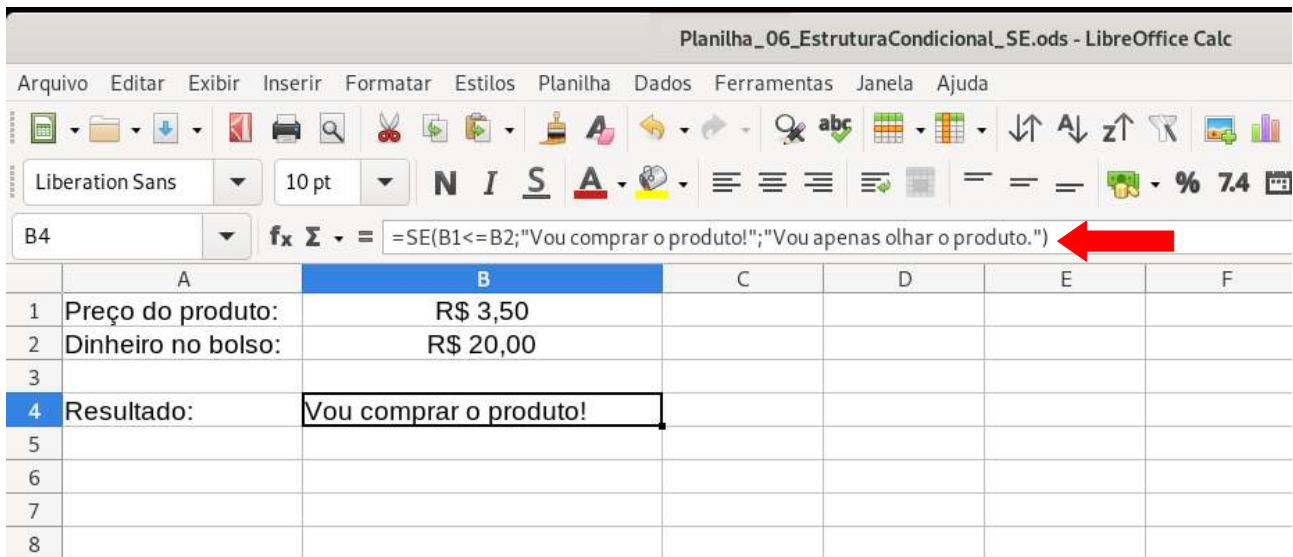 Planilha_06_EstruturaCondicional_SE.ods - LibreOffice Calc
Arquivo Editar Exibir Inserir Formatar Estilos Planilha Dados Ferramentas Janela Ajuda
A abc A z
Liberation Sans 10 pt N I S A % 7.4
B4 fx Σ = =SE(B1<=B2;"Vou comprar o produto!";"Vou apenas olhar o produto.")
A B C D E F
1 Preço do produto: R$ 3,50
2 Dinheiro no bolso: R$ 20,00
3
4 Resultado: Vou comprar o produto!
5
6
7
8